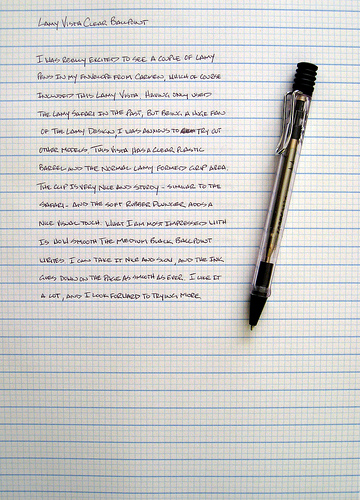 LAMY VISTA CLEAR BALLPOINT
I WAS REALLY EXCITED TO SEE A COUPLE OF LAMY
PENS IN MY ENVELOPE FROM CARMEN, WHICH OF COURSE
INCLUDED THIS LAMY VISTA. HAVING ONLY USED
THE LAMY SAFARI IN THE PAST, BUT BEING A HUGE FAN
OF THE LAMY DESIGN, I WAS ANXIOUS TO TRY OUT
OTHER MODELS. THIS VISTA HAS A CLEAR PLASTIC
BARREL AND THE NORMAL LAMY FORMED GRIP AREA.
THE CLIP IS VERY NICE AND STURDY - SIMILAR TO THE
SAFARI - AND THE SOFT RUBBER PLUNGER ADDS A
NICE VISUAL TOUCH. WHAT I AM MOST IMPRESSED WITH
IS HOW SMOOTH THE MEDIUM BLACK BALLPOINT
WRITES. I CAN TAKE IT NICE AND SLOW, AND THE INK
GOES DOWN ON THE PAGE AS SMOOTH AS EVER. I LIKE IT
A LOT, AND I LOOK FORWARD TO TRYING MORE.